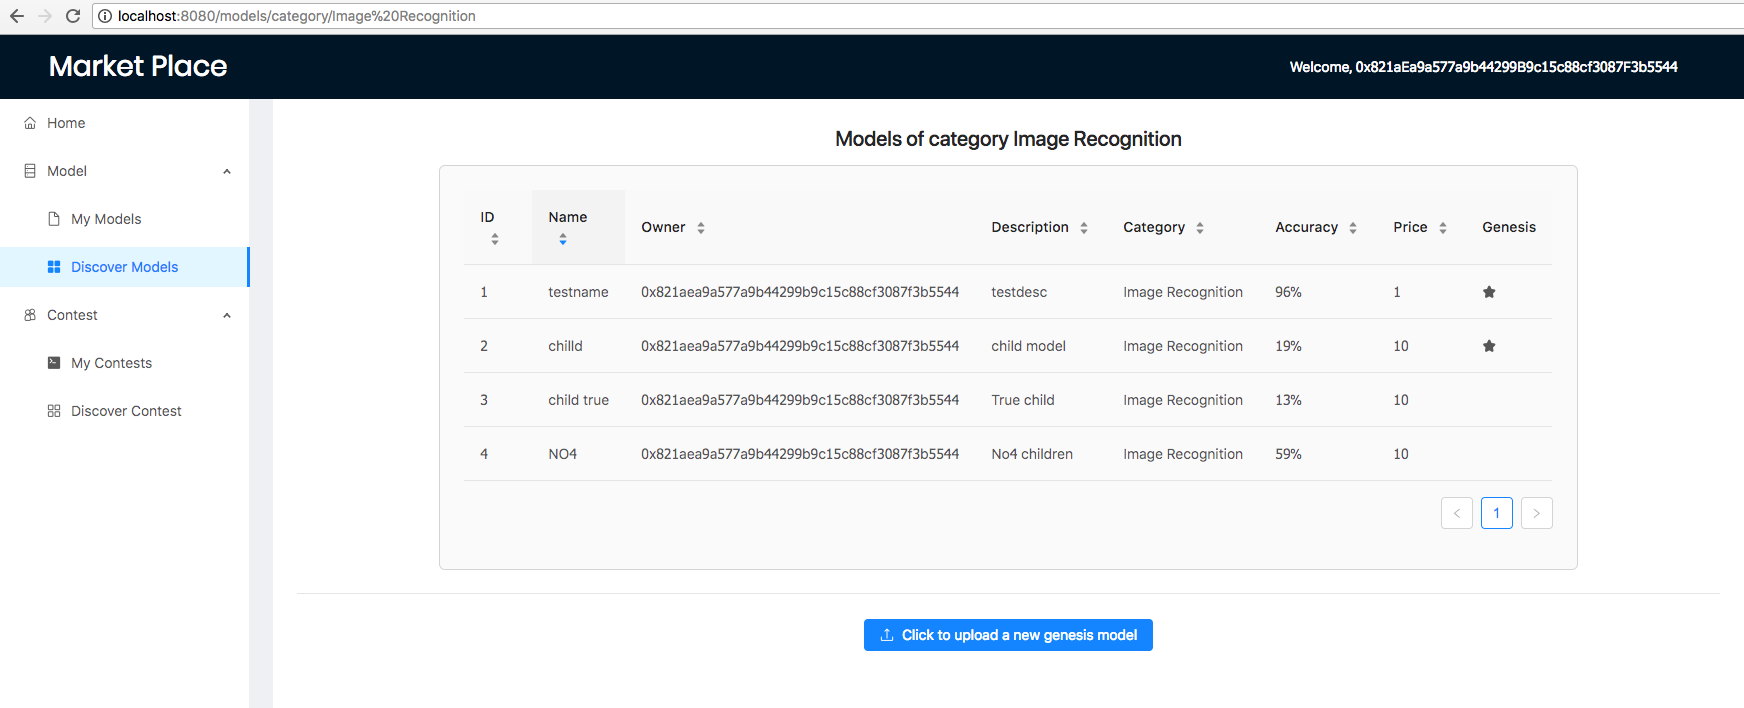 localhost:8080/models/category/Image%20Recognition
Market Place
Welcome, 0x821aEa9a577a9b44299B9c15c88cf3087F3b5544
Home
Model
My Models
Discover Models
Contest
My Contests
Discover Contest
Models of category Image Recognition
ID Name Owner Description Category Accuracy Price Genesis
1 testname 0x821aea9a577a9b44299b9c15c88cf3087f3b5544 testdesc Image Recognition 96% 1
2 chilld 0x821aea9a577a9b44299b9c15c88cf3087f3b5544 child model Image Recognition 19% 10
3 child true 0x821aea9a577a9b44299b9c15c88cf3087f3b5544 True child Image Recognition 13% 10
4 NO4 0x821aea9a577a9b44299b9c15c88cf3087f3b5544 No4 children Image Recognition 59% 10
< 1 >
Click to upload a new genesis model